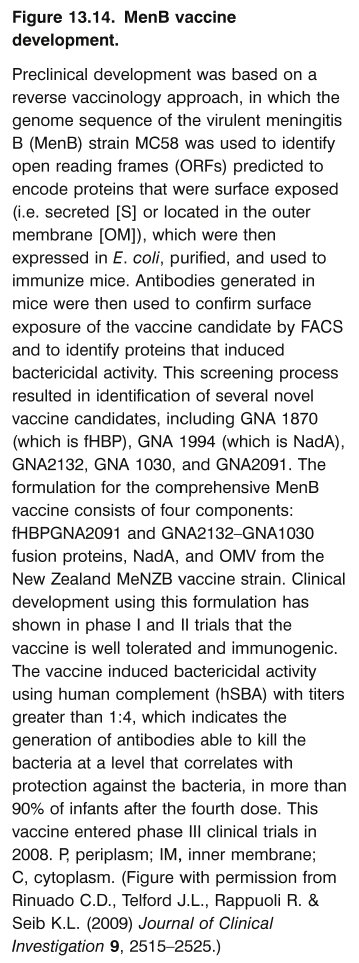 Figure 13.14. MenB vaccine
development.
Preclinical development was based on a
reverse vaccinology approach, in which the
genome sequence of the virulent meningitis
B (MenB) strain MC58 was used to identify
open reading frames (ORFs) predicted to
encode proteins that were surface exposed
(i.e. secreted [S] or located in the outer
membrane [OM]), which were then
expressed in E. coli, purified, and used to
immunize mice. Antibodies generated in
mice were then used to confirm surface
exposure of the vaccine candidate by FACS
and to identify proteins that induced
bactericidal activity. This screening process
resulted in identification of several novel
vaccine candidates, including GNA 1870
(which is fHBP), GNA 1994 (which is NadA),
GNA2132, GNA 1030, and GNA2091. The
formulation for the comprehensive MenB
vaccine consists of four components:
fHBPGNA2091 and GNA2132–GNA1030
fusion proteins, NadA, and OMV from the
New Zealand MeNZB vaccine strain. Clinical
development using this formulation has
shown in phase I and II trials that the
vaccine is well tolerated and immunogenic.
The vaccine induced bactericidal activity
using human complement (hSBA) with titers
greater than 1:4, which indicates the
generation of antibodies able to kill the
bacteria at a level that correlates with
protection against the bacteria, in more than
90% of infants after the fourth dose. This
vaccine entered phase III clinical trials in
2008. P, periplasm; IM, inner membrane;
C, cytoplasm. (Figure with permission from
Rinuado C.D., Telford J.L., Rappuoli R. &
Seib K.L. (2009) Journal of Clinical
Investigation 9, 2515–2525.)